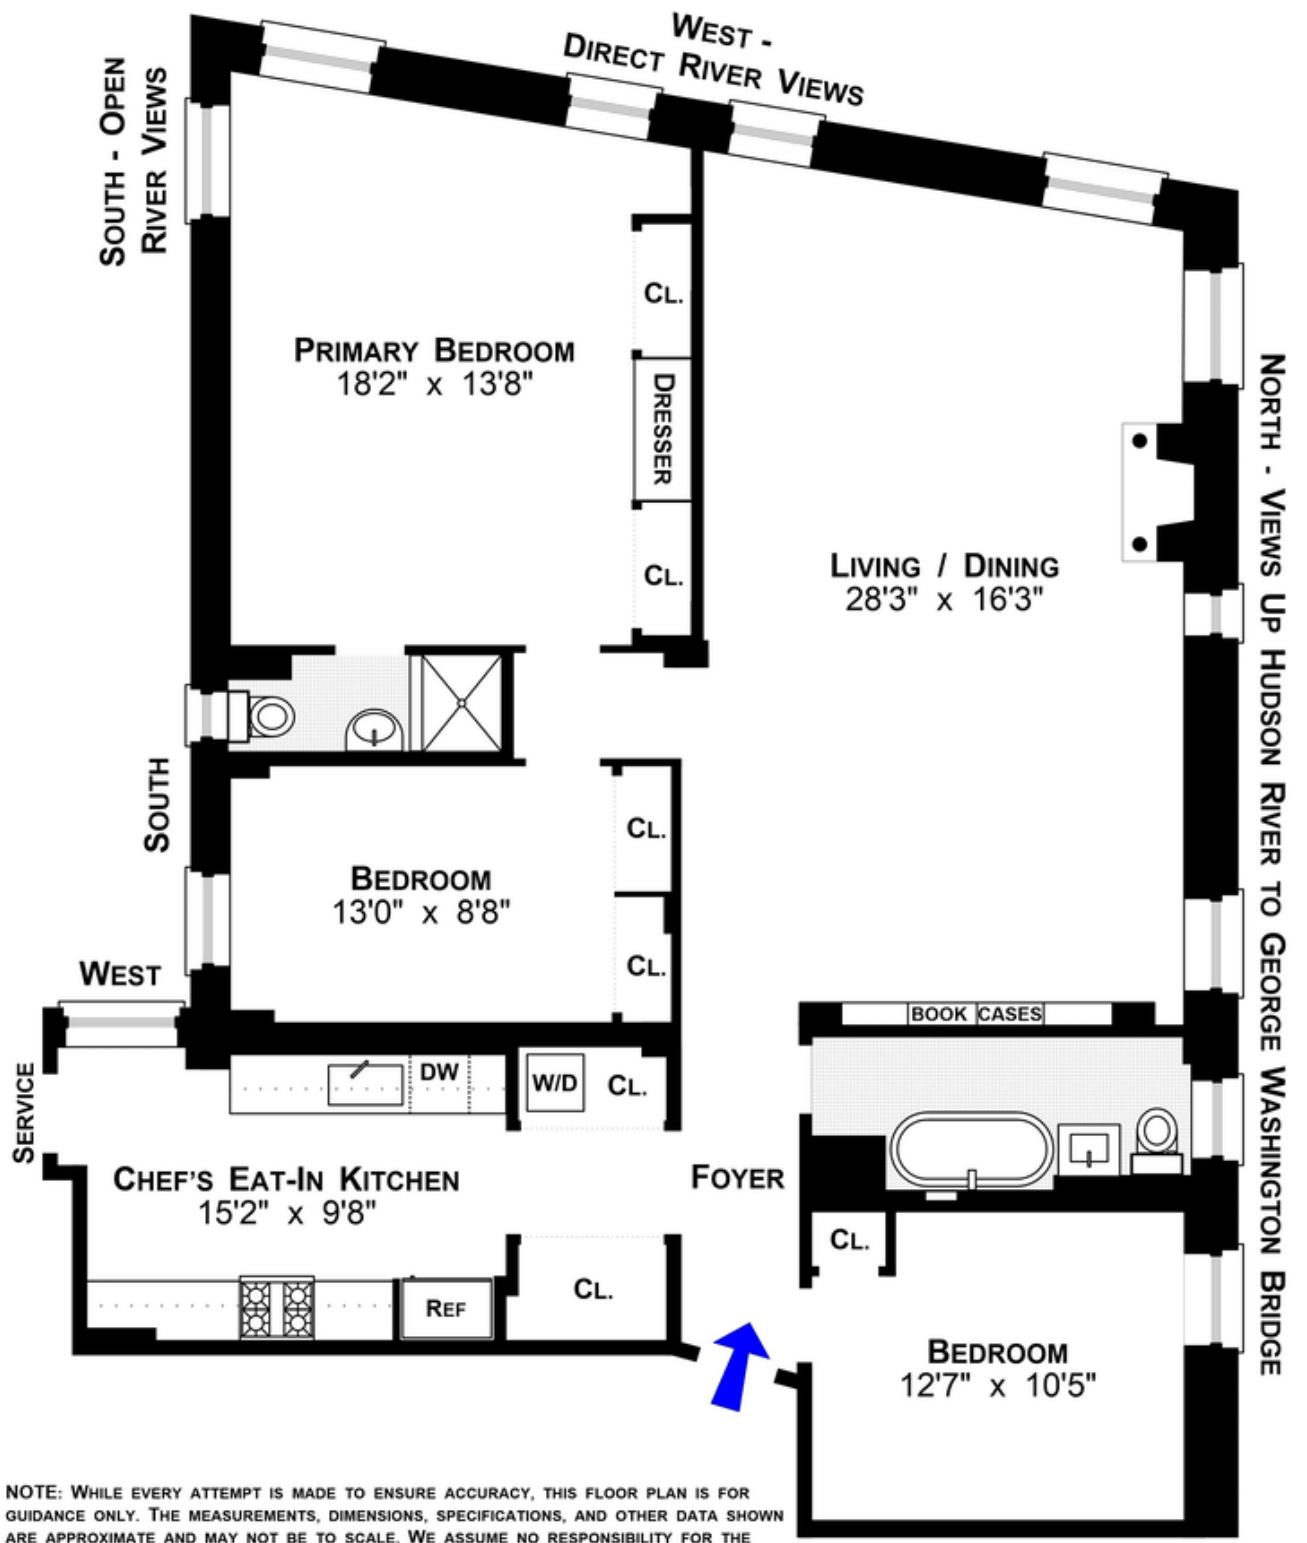 WEST -
DIRECT RIVER VIEWS
SOUTH - OPEN
RIVER VIEWS
CL.
PRIMARY BEDROOM
18'2" x 13'8"
DRESSER
CL.
LIVING / DINING
28'3" x 16'3"
NORTH - VIEWS UP HUDSON RIVER TO GEORGE WASHINGTON BRIDGE
SOUTH
CL.
BEDROOM
13'0" x 8'8"
CL.
WEST
BOOK CASES
SERVICE
DW
W/D
CL.
CHEF'S EAT-IN KITCHEN
15'2" x 9'8"
FOYER
CL.
CL.
REF
BEDROOM
12'7" x 10'5"
NOTE: WHILE EVERY ATTEMPT IS MADE TO ENSURE ACCURACY, THIS FLOOR PLAN IS FOR
GUIDANCE ONLY. THE MEASUREMENTS, DIMENSIONS, SPECIFICATIONS, AND OTHER DATA SHOWN
ARE APPROXIMATE AND MAY NOT BE TO SCALE. WE ASSUME NO RESPONSIBILITY FOR THE